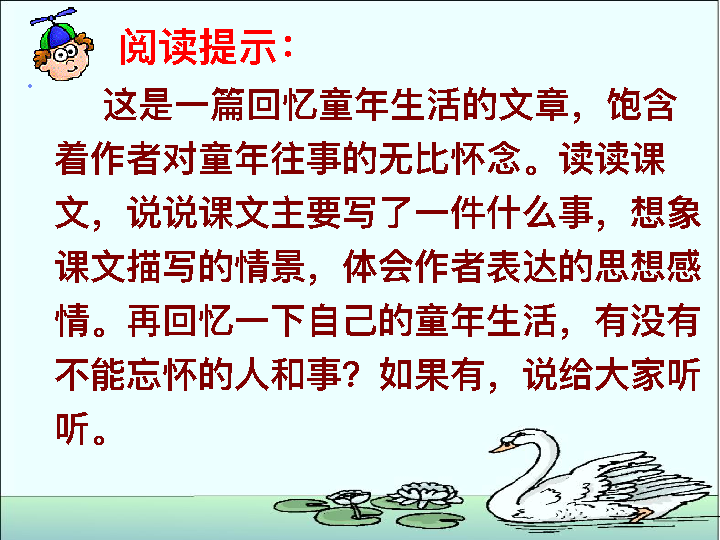 阅读提示：
这是一篇回忆童年生活的文章，饱含
着作者对童年往事的无比怀念。读读课
文，说说课文主要写了一件什么事，想象
课文描写的情景，体会作者表达的思想感
情。再回忆一下自己的童年生活，有没有
不能忘怀的人和事？如果有，说给大家听
听。